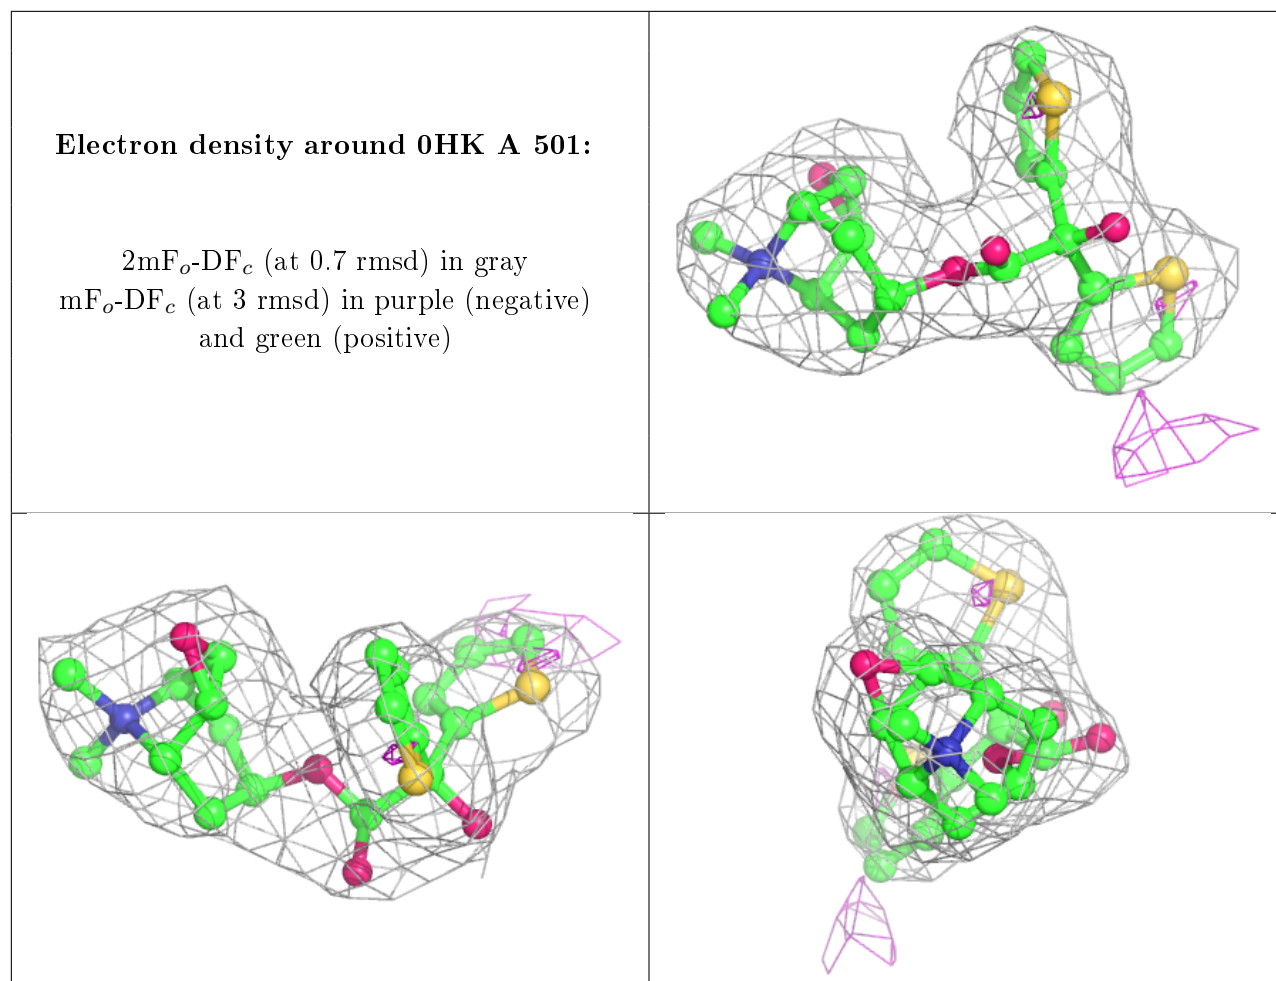 Electron density around 0HK A 501:
2mFₒ-DF𝒸 (at 0.7 rmsd) in gray
mFₒ-DF𝒸 (at 3 rmsd) in purple (negative)
and green (positive)